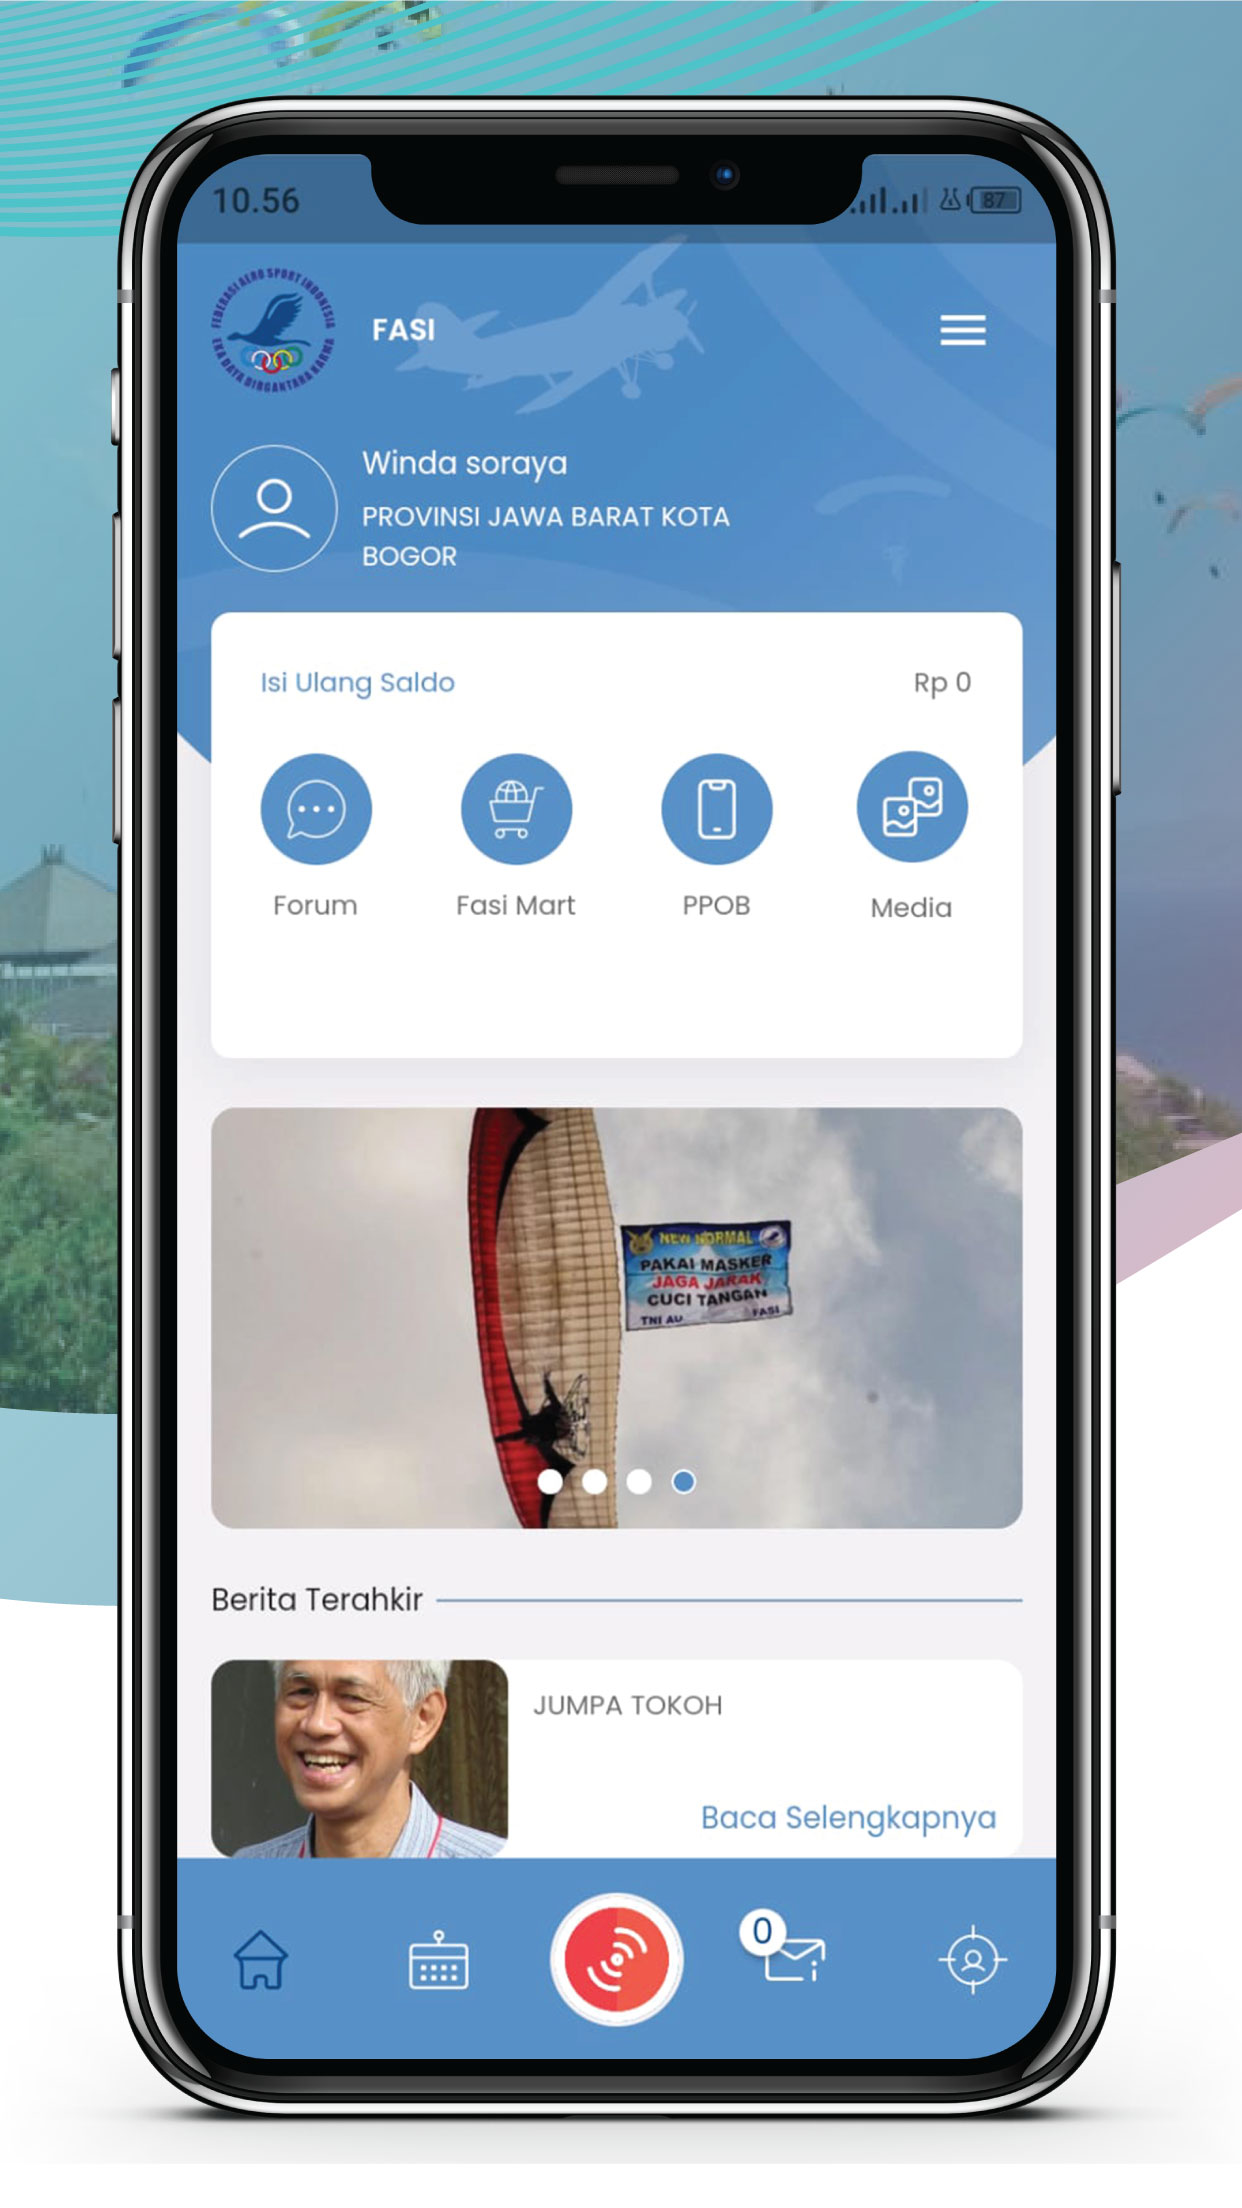 10.56
87
FEDERASI AERO SPORT INDONESIA
EKA DAYA DIRGANTARA KARMA
FASI
Winda soraya
PROVINSI JAWA BARAT KOTA
BOGOR
Isi Ulang Saldo
Rp 0
Forum
Fasi Mart
PPOB
Media
NEW NORMAL
PAKAI MASKER
JAGA JARAK
CUCI TANGAN
TNI AU
FASI
Berita Terahkir
JUMPA TOKOH
Baca Selengkapnya
0